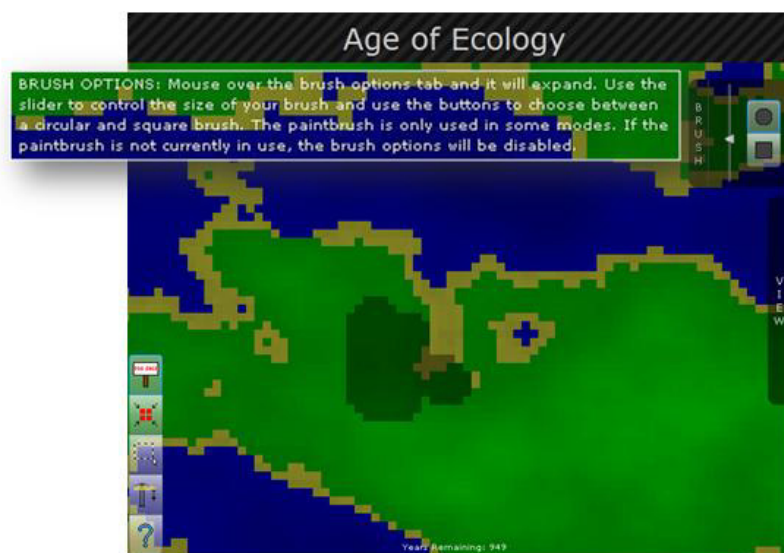 Age of Ecology
BRUSH OPTIONS: Mouse over the brush options tab and it will expand. Use the
slider to control the size of your brush and use the buttons to choose between
a circular and square brush. The paintbrush is only used in some modes. If the
paintbrush is not currently in use, the brush options will be disabled.
BRUSH
VIEW
?
Years Remaining: 949